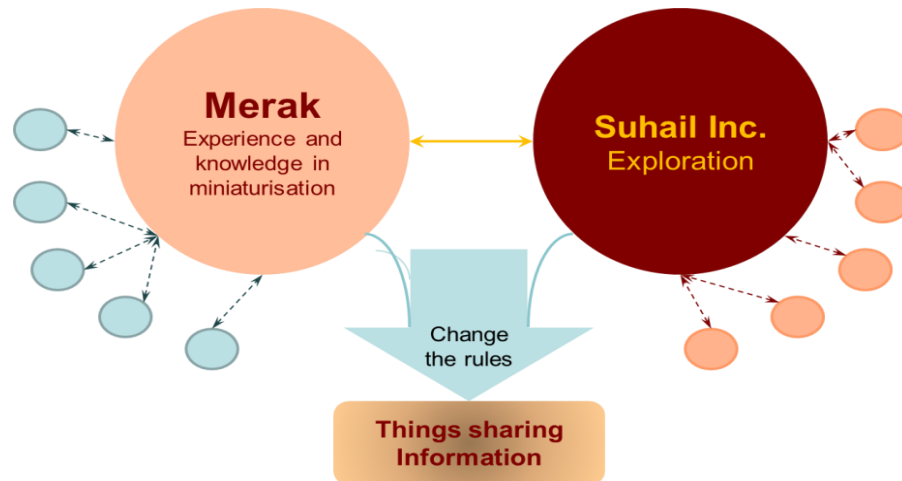 Merak
Experience and
knowledge in
miniaturisation
Suhail Inc.
Exploration
Change
the rules
Things sharing
Information